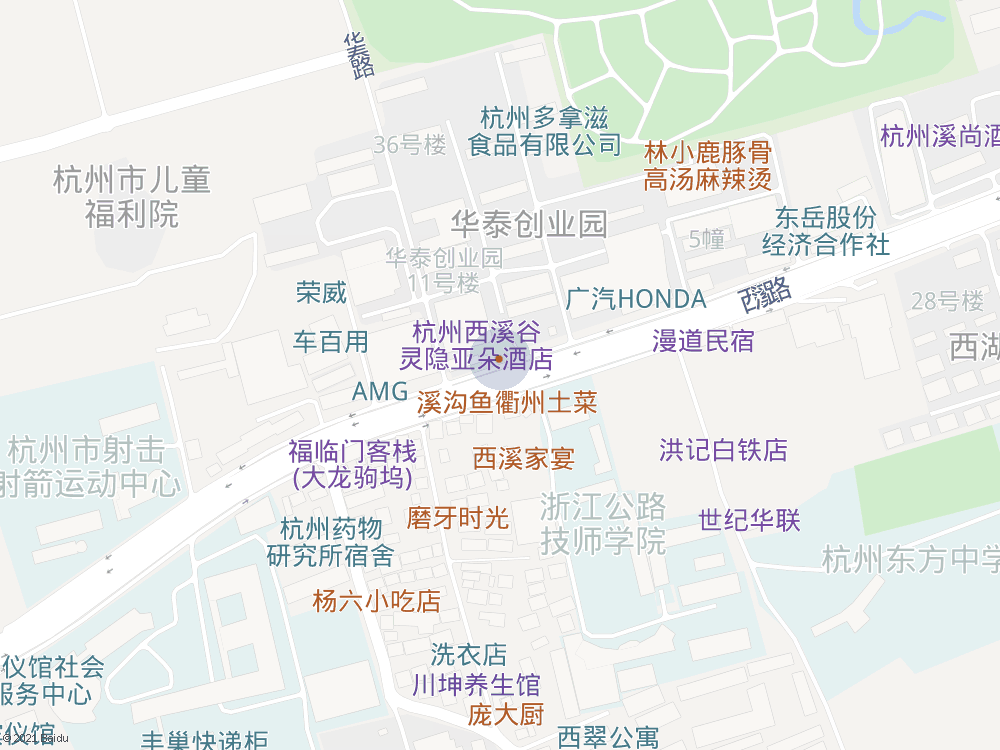 华泰路
杭州多拿滋
食品有限公司
36号楼
杭州溪尚酒
林小鹿豚骨
高汤麻辣烫
杭州市儿童
福利院
华泰创业园
东岳股份
经济合作社
5幢
华泰创业园
11号楼
荣威
广汽HONDA
西溪路
28号楼
车百用
杭州西溪谷
灵隐亚朵酒店
漫道民宿
西湖
AMG
溪沟鱼衢州土菜
杭州市射击
射箭运动中心
福临门客栈
(大龙驹坞)
西溪家宴
洪记白铁店
磨牙时光
浙江公路
技师学院
世纪华联
杭州药物
研究所宿舍
杭州东方中学
杨六小吃店
洗衣店
仪馆社会
服务中心
川坤养生馆
庞大厨
仪馆
丰巢快递柜
西翠公寓
© 2021 Baidu